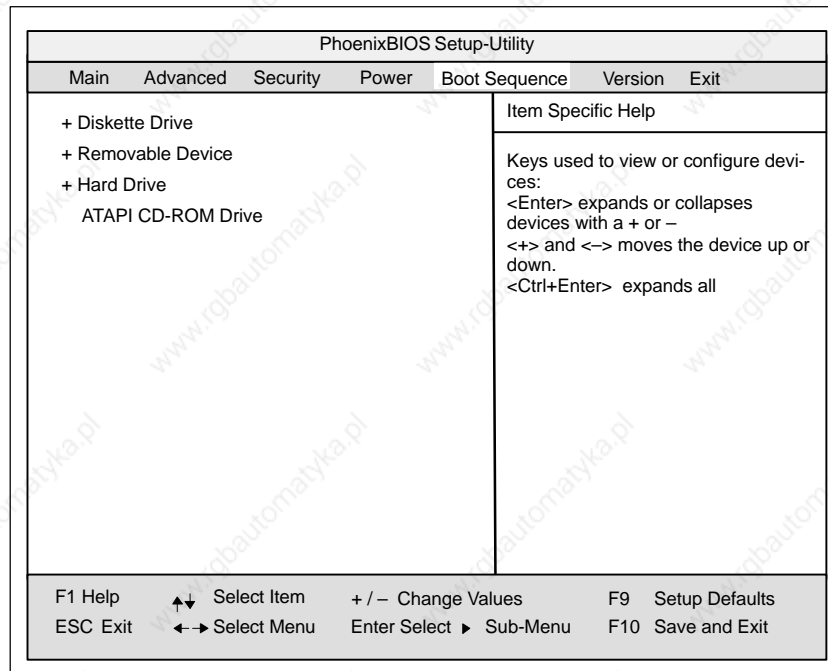 PhoenixBIOS Setup-Utility
Main Advanced Security Power Boot Sequence Version Exit
+ Diskette Drive
+ Removable Device
+ Hard Drive
ATAPI CD-ROM Drive
Item Specific Help
Keys used to view or configure devi-
ces:
<Enter> expands or collapses
devices with a + or –
<+> and <–> moves the device up or
down.
<Ctrl+Enter> expands all
F1 Help Select Item + / – Change Values F9 Setup Defaults
ESC Exit Select Menu Enter Select ▶ Sub-Menu F10 Save and Exit
www.rgbautomatyka.pl